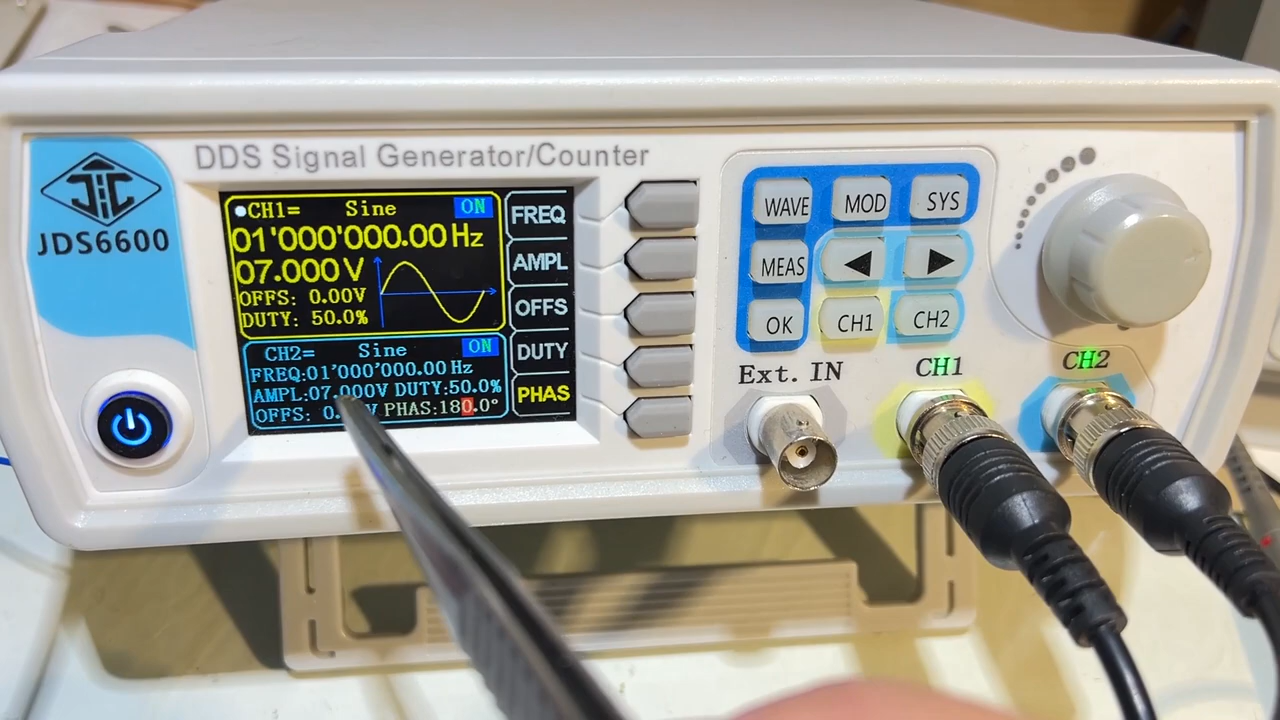 DDS Signal Generator/Counter
JHC
JDS6600
CH1= Sine ON
01'000'000.00 Hz
07.000 V
OFFS: 0.00V
DUTY: 50.0%
CH2= Sine ON
FREQ:01'000'000.00 Hz
AMPL:07.000V DUTY:50.0%
OFFS: 0. V PHAS:180.0°
FREQ
AMPL
OFFS
DUTY
PHAS
WAVE MOD SYS
MEAS ◀ ▶
OK CH1 CH2
Ext. IN CH1 CH2